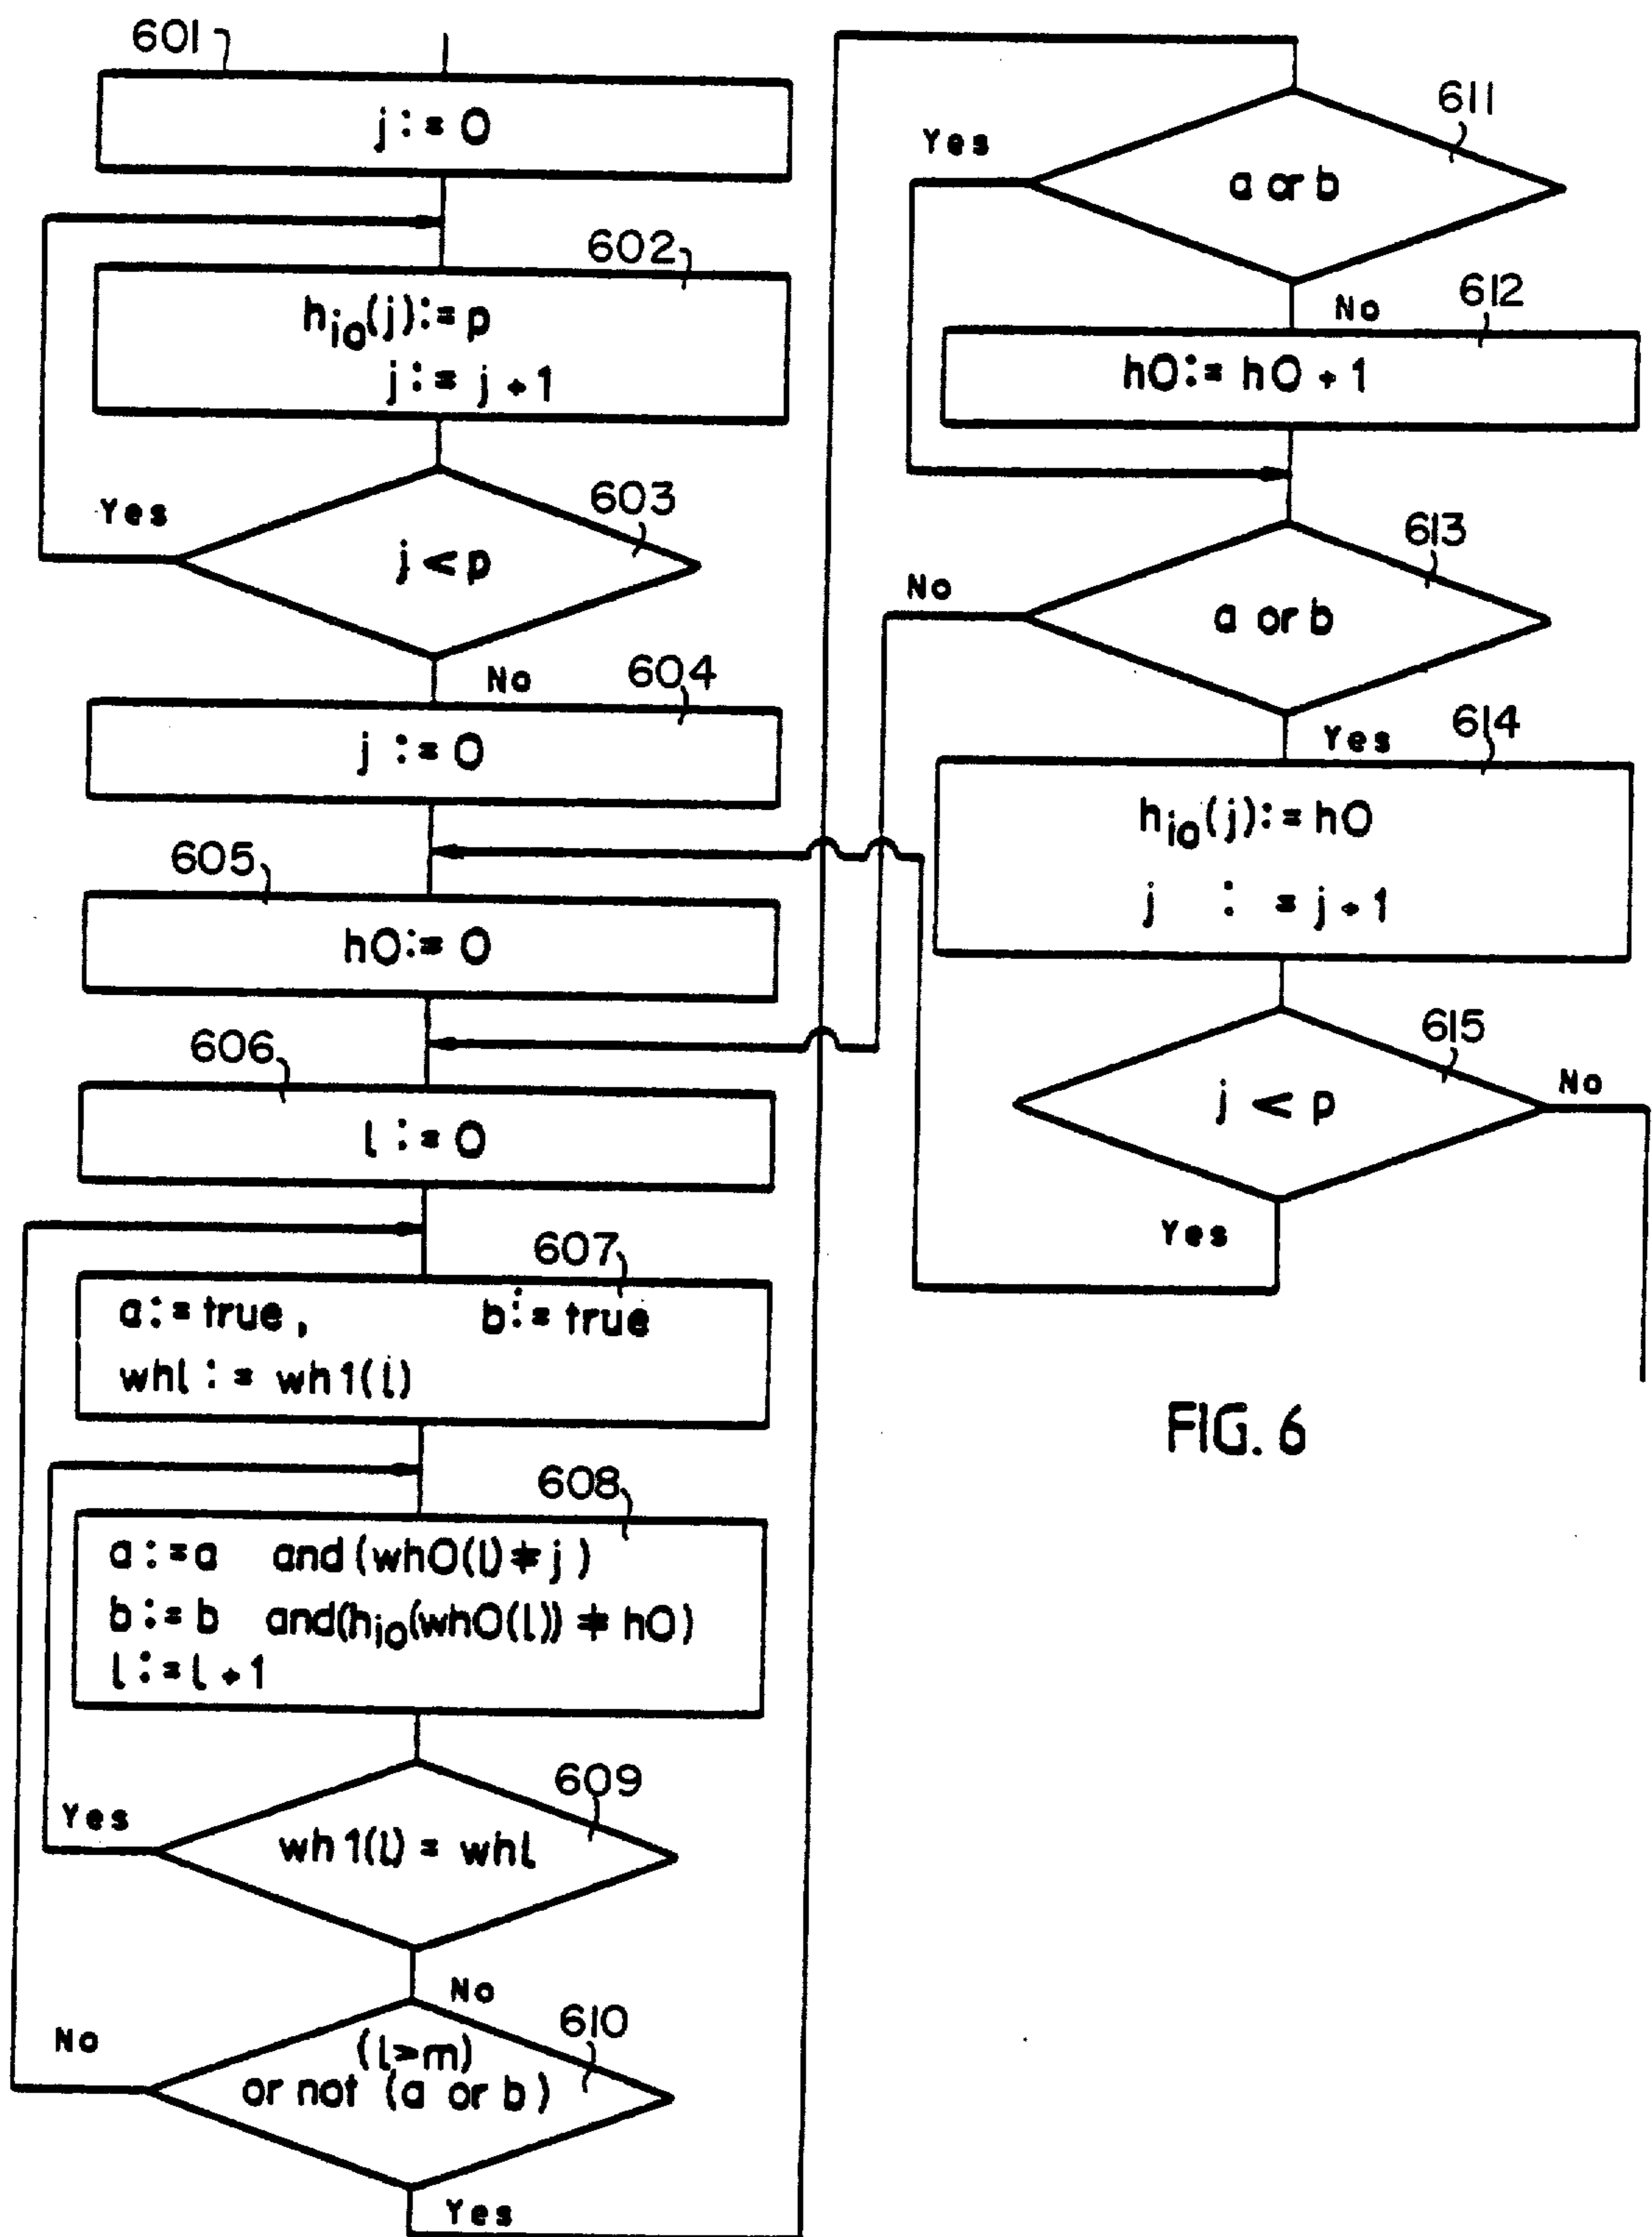 601
j := 0
602
h_io(j):= p
j := j + 1
603
Yes
j < p
No
604
j := 0
605
h0:= 0
606
l := 0
607
a:= true, b:= true
whl := wh1(l)
608
a:=a and (wh0(l) ≠ j)
b:= b and(h_io(wh0(l)) ≠ h0)
l:=l + 1
609
Yes
wh1(l) = whl
No
610
No
(l>m)
or not (a or b)
Yes
611
Yes
a or b
No
612
h0:= h0 + 1
613
No
a or b
Yes
614
h_io(j):= h0
j : = j + 1
615
No
j < p
Yes
FIG. 6